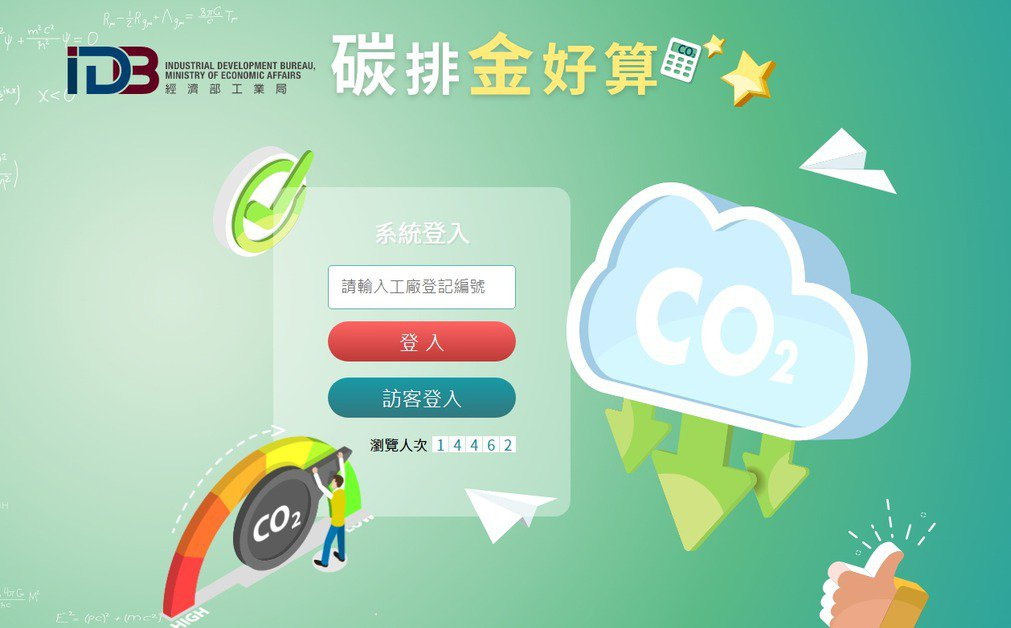 INDUSTRIAL DEVELOPMENT BUREAU,
MINISTRY OF ECONOMIC AFFAIRS
經濟部工業局
IDB
碳排金好算
CO₂
系統登入
請輸入工廠登記編號
登入
訪客登入
瀏覽人次 14462
CO₂
CO₂
HIGH
X<0